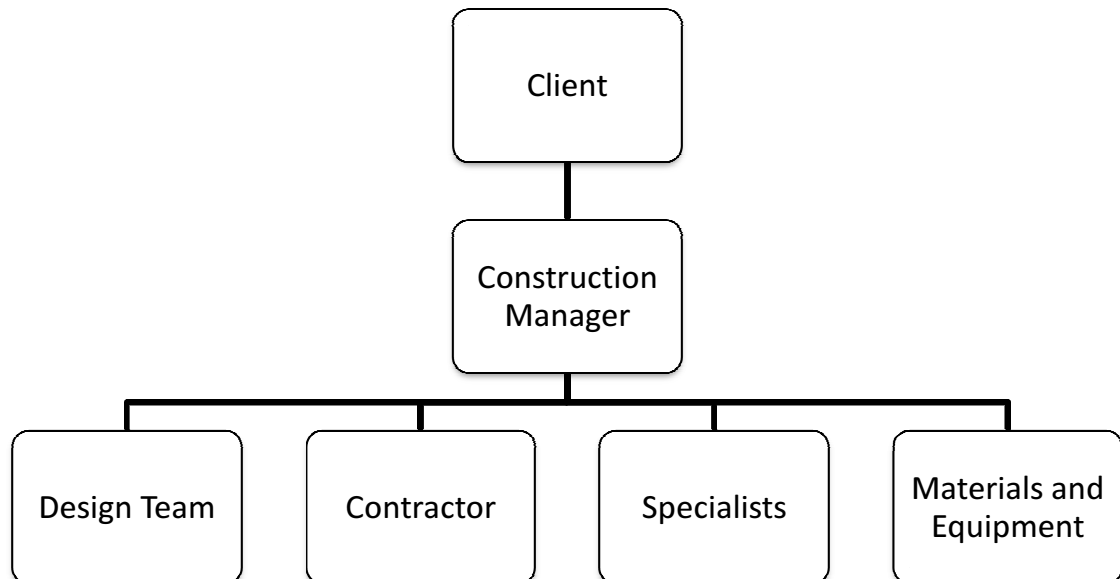 Client
Construction
Manager
Design Team
Contractor
Specialists
Materials and
Equipment